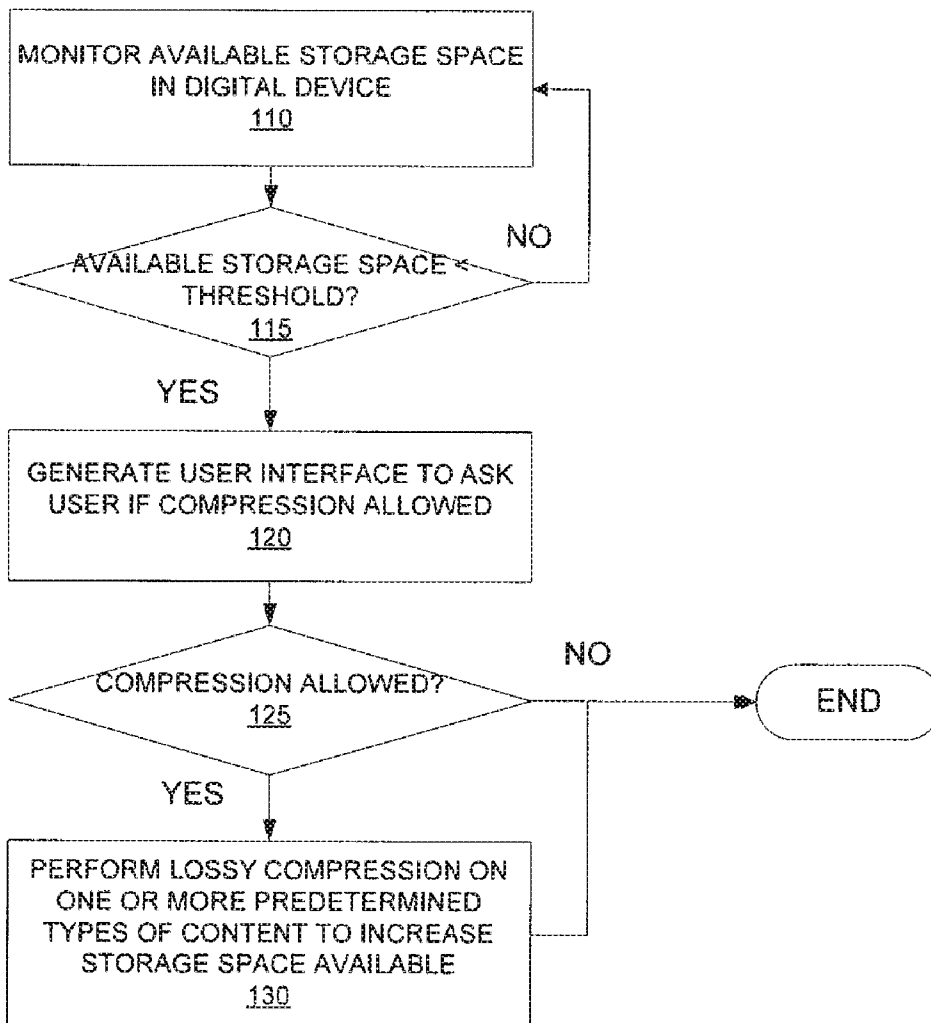 MONITOR AVAILABLE STORAGE SPACE
IN DIGITAL DEVICE
110
NO
AVAILABLE STORAGE SPACE <
THRESHOLD?
115
YES
GENERATE USER INTERFACE TO ASK
USER IF COMPRESSION ALLOWED
120
NO
COMPRESSION ALLOWED?
125
END
YES
PERFORM LOSSY COMPRESSION ON
ONE OR MORE PREDETERMINED
TYPES OF CONTENT TO INCREASE
STORAGE SPACE AVAILABLE
130